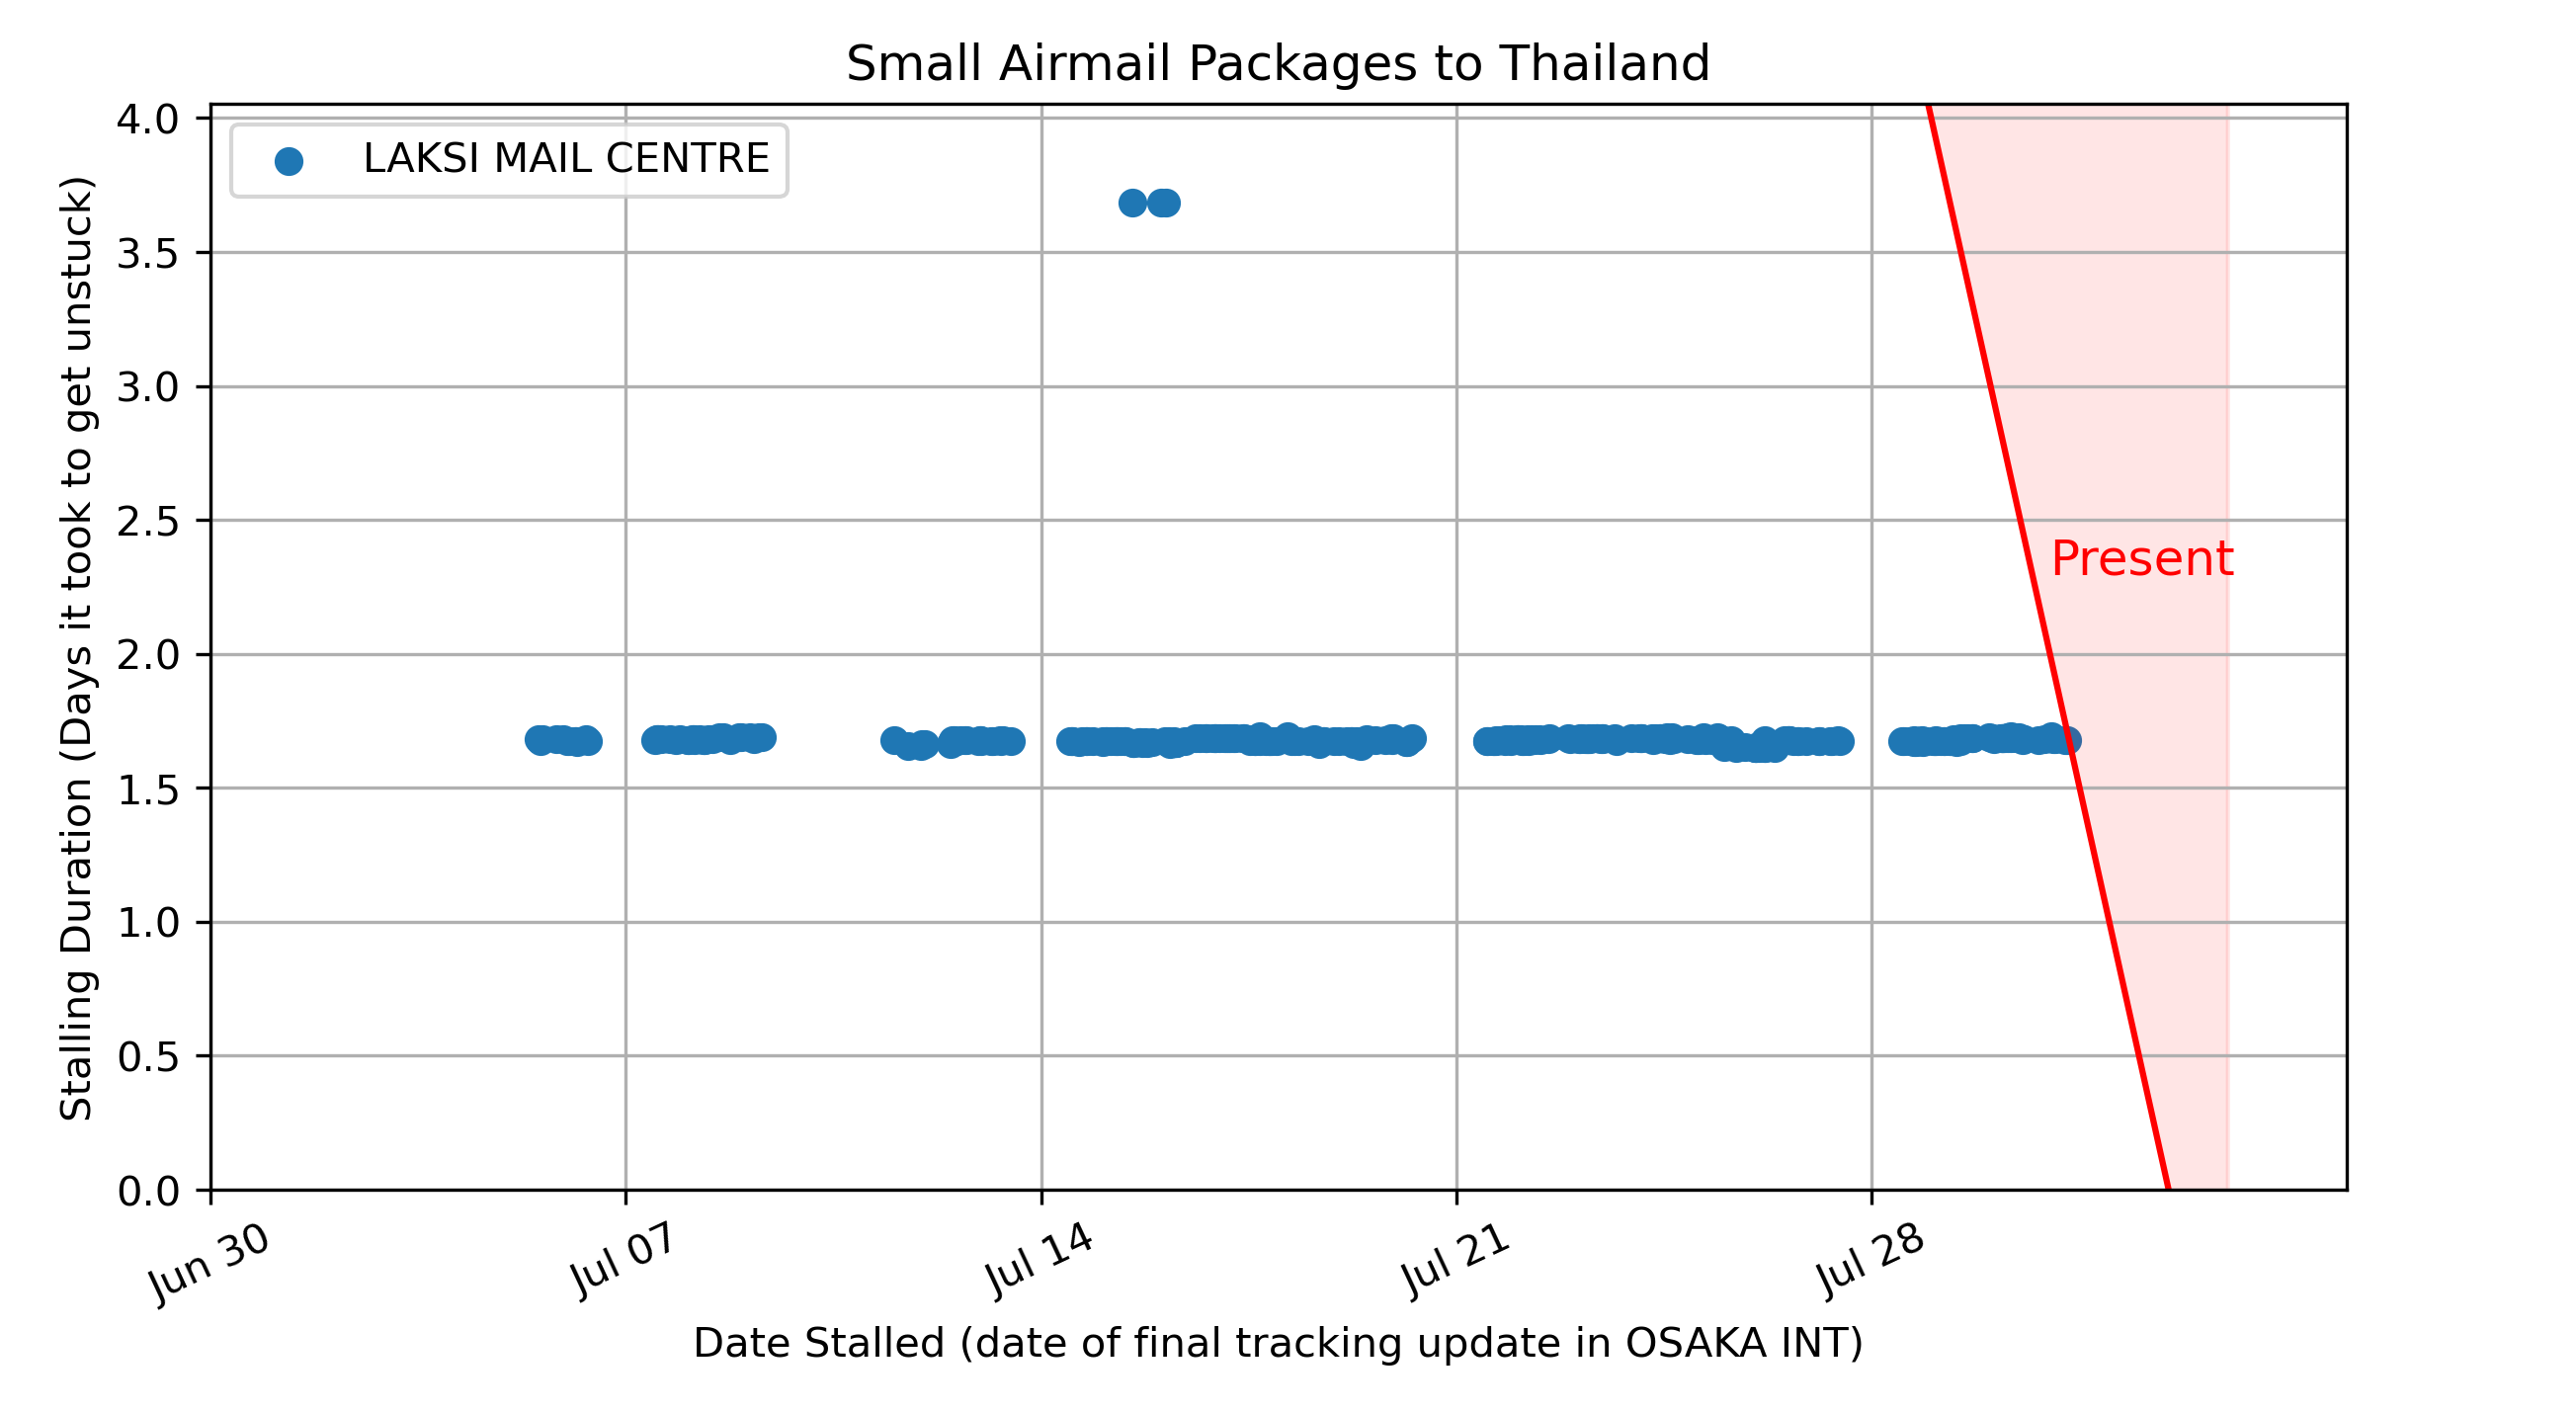 Small Airmail Packages to Thailand
LAKSI MAIL CENTRE
Stalling Duration (Days it took to get unstuck)
4.0
3.5
3.0
2.5
2.0
1.5
1.0
0.5
0.0
Present
Jun 30
Jul 07
Jul 14
Jul 21
Jul 28
Date Stalled (date of final tracking update in OSAKA INT)